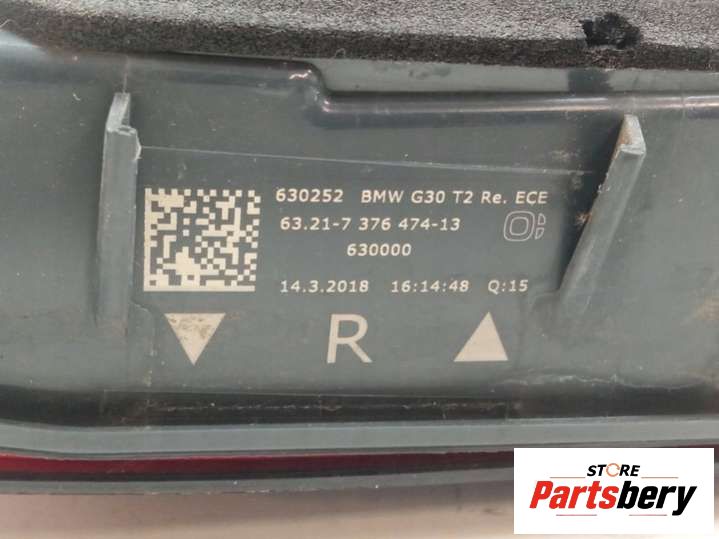 630252 BMW G30 T2 Re. ECE
63.21-7 376 474-13
630000
14.3.2018 16:14:48 Q:15
R
STORE
Partsbery